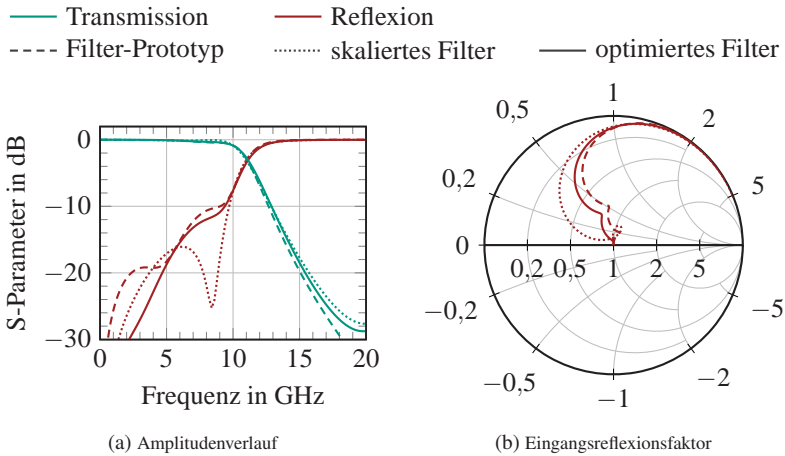 Transmission Reflexion
Filter-Prototyp skaliertes Filter optimiertes Filter
S-Parameter in dB
0
−10
−20
−30
0 5 10 15 20
Frequenz in GHz
(a) Amplitudenverlauf
1
0,5 2
0,2 5
0 0,2 0,5 1 2 5
−0,2 −5
−0,5 −2
−1
(b) Eingangsreflexionsfaktor